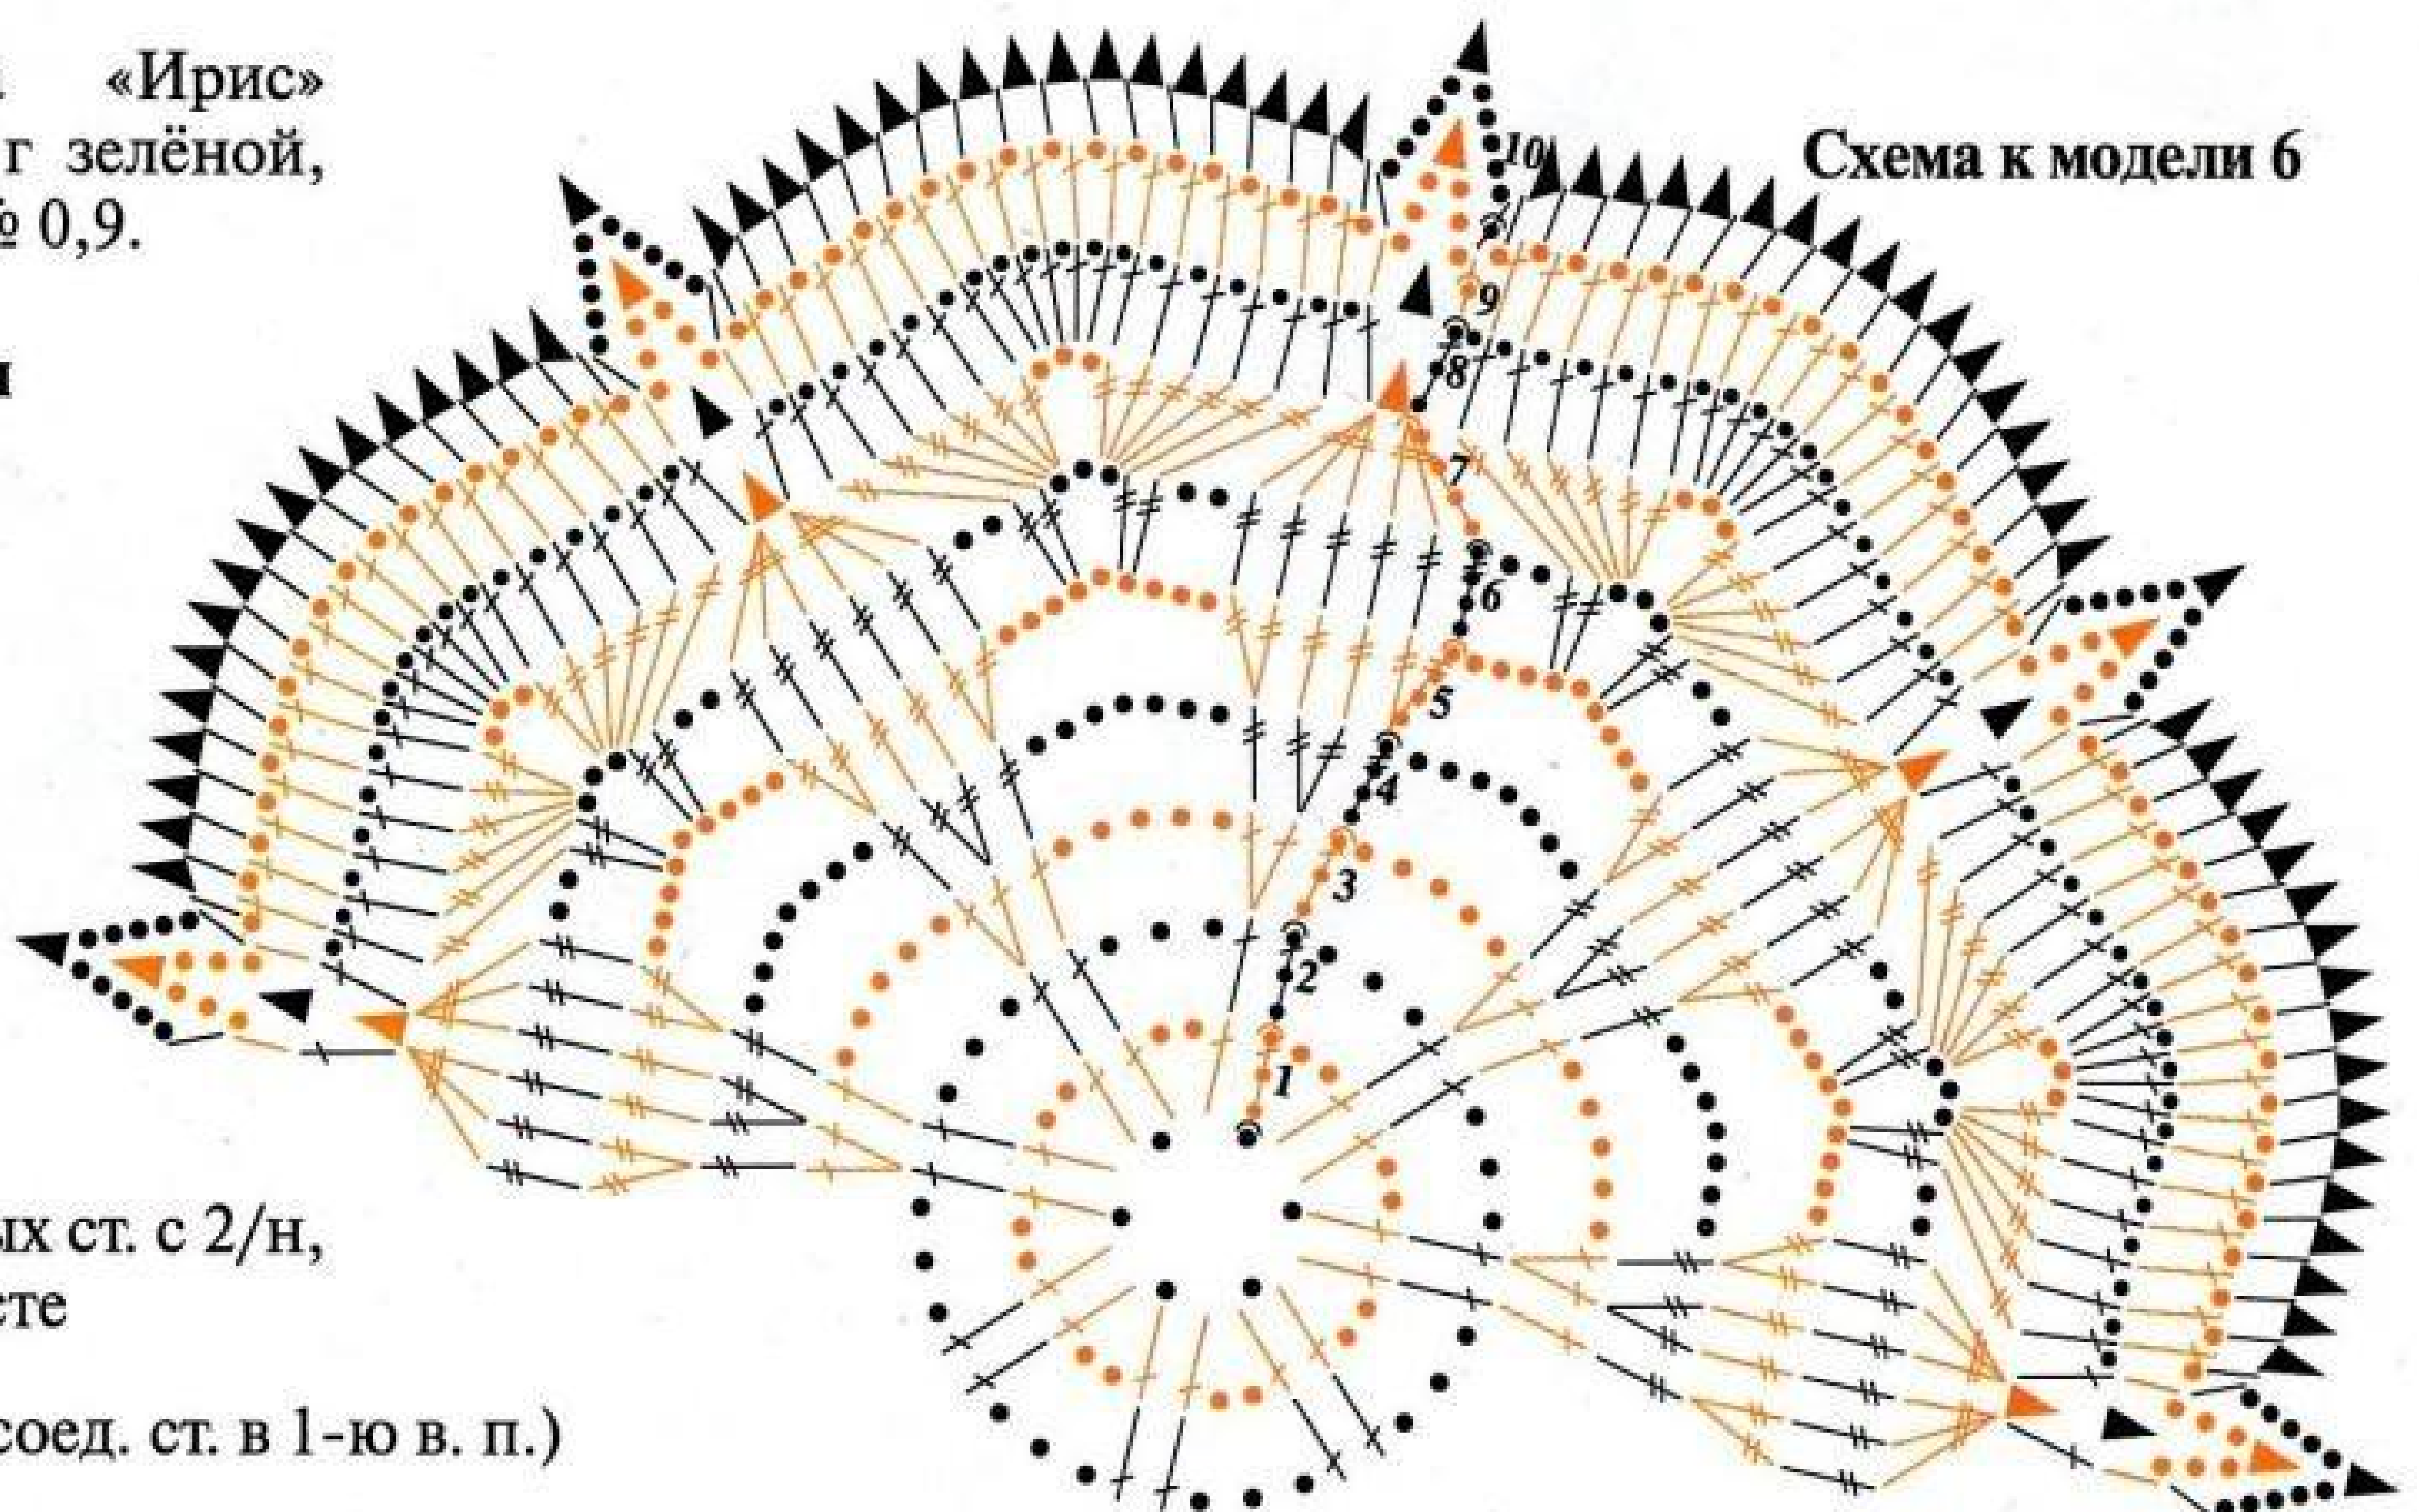 «Ирис»
г зелёной,
№ 0,9.
Схема к модели 6
10
9
8
7
6
5
4
3
2
1
ых ст. с 2/н,
сте
соед. ст. в 1-ю в. п.)